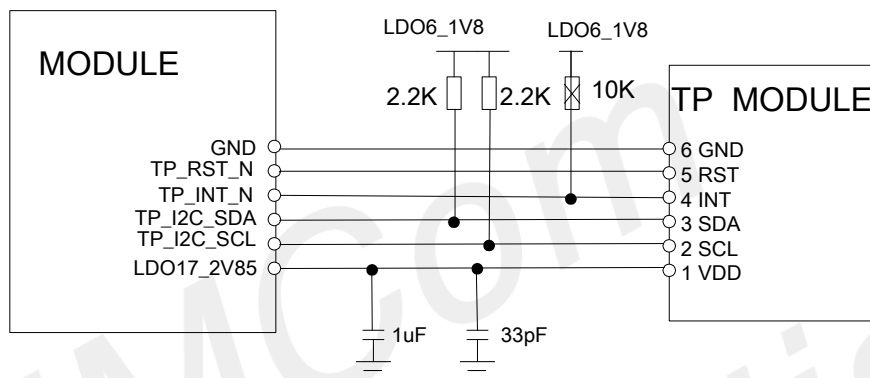 LDO6_1V8
LDO6_1V8
MODULE
2.2K
2.2K
10K
TP MODULE
GND
TP_RST_N
TP_INT_N
TP_I2C_SDA
TP_I2C_SCL
LDO17_2V85
6 GND
5 RST
4 INT
3 SDA
2 SCL
1 VDD
1uF
33pF